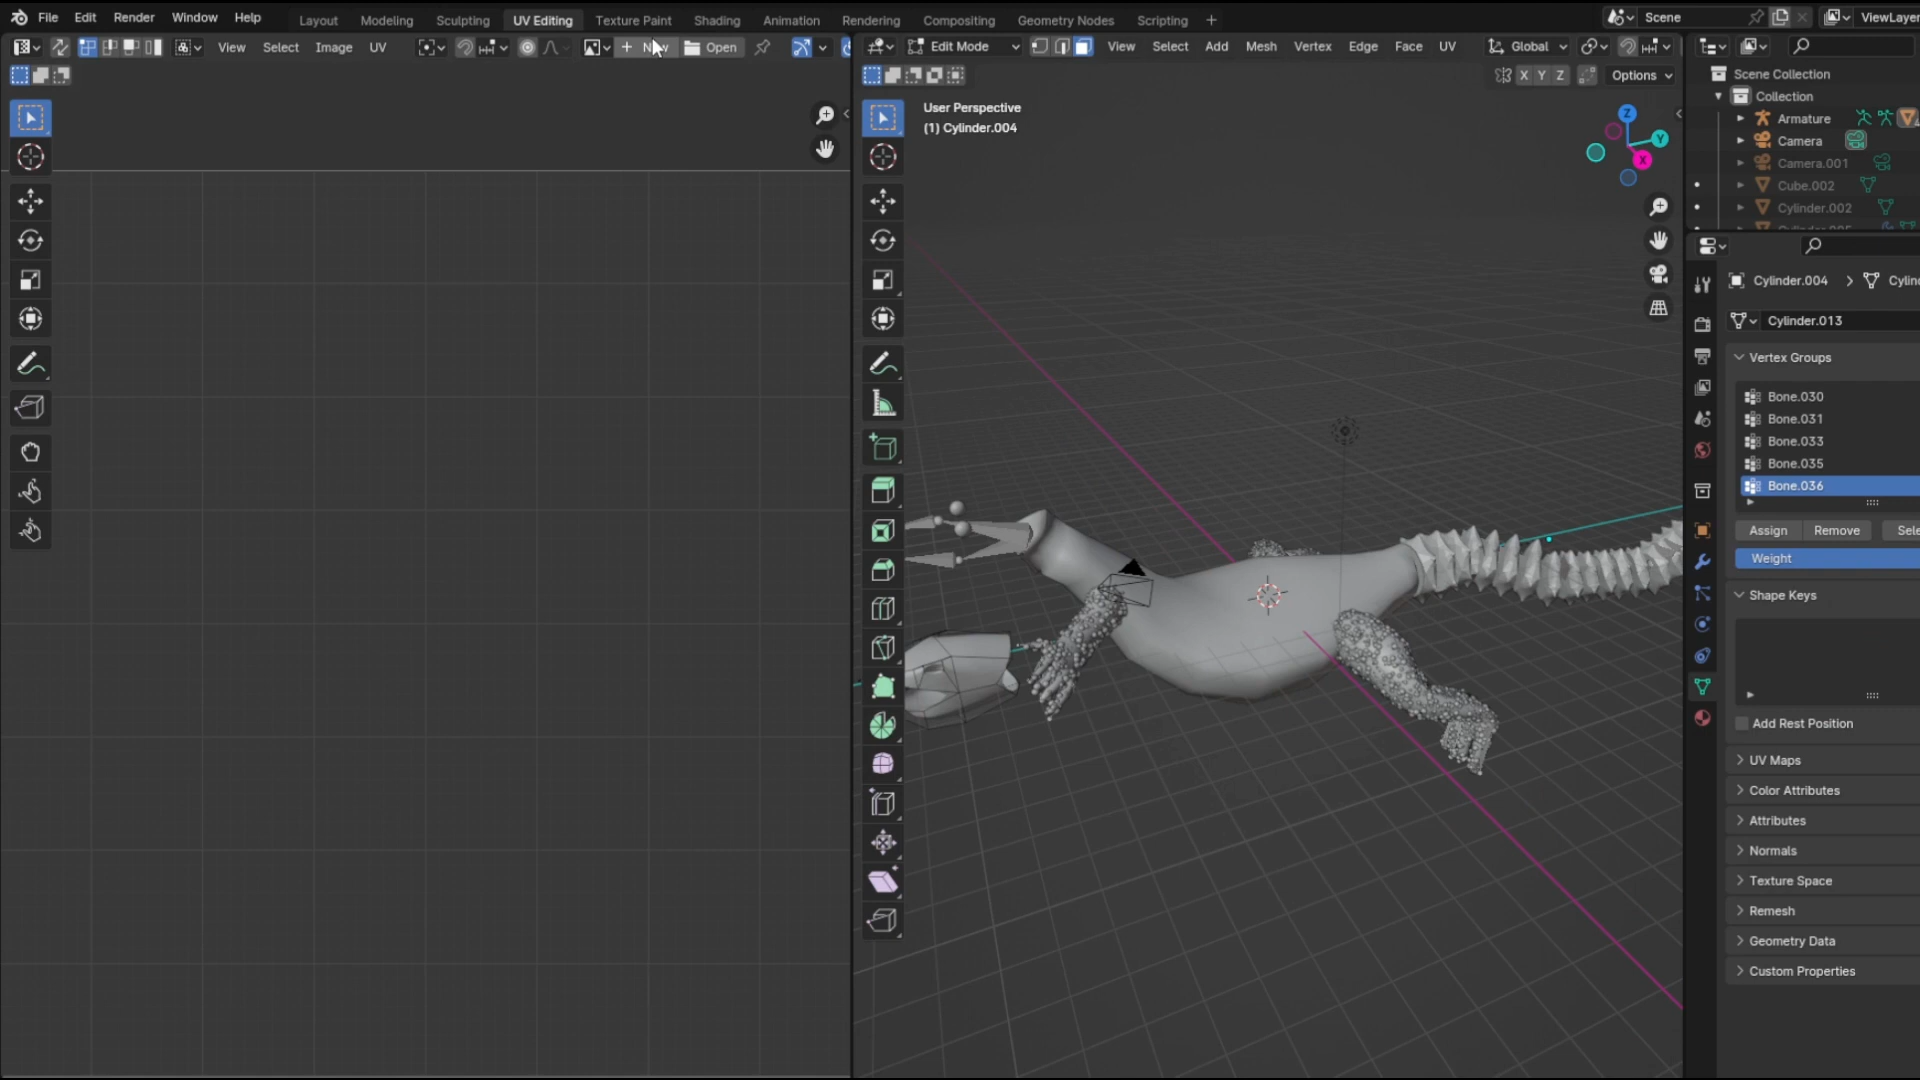 File Edit Render Window Help
Layout Modeling Sculpting UV Editing Texture Paint Shading Animation Rendering Compositing Geometry Nodes Scripting +
Scene
ViewLayer
View Select Image UV
Open
Edit Mode
View Select Add Mesh Vertex Edge Face UV
Global
X Y Z
Options
User Perspective
(1) Cylinder.004
Z
Y
X
Scene Collection
Collection
Armature
Camera
Camera.001
Cube.002
Cylinder.002
Cylinder.004
Cylinder.013
Vertex Groups
Bone.030
Bone.031
Bone.033
Bone.035
Bone.036
Assign Remove
Weight
Shape Keys
Add Rest Position
UV Maps
Color Attributes
Attributes
Normals
Texture Space
Remesh
Geometry Data
Custom Properties